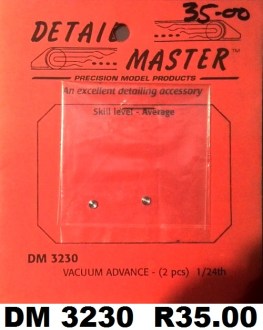 35-00
DETAIL
MASTER™
PRECISION MODEL PRODUCTS
An excellent detailing accessory
Skill level - Average
DM 3230
VACUUM ADVANCE - (2 pcs) 1/24th
DM 3230 R35.00